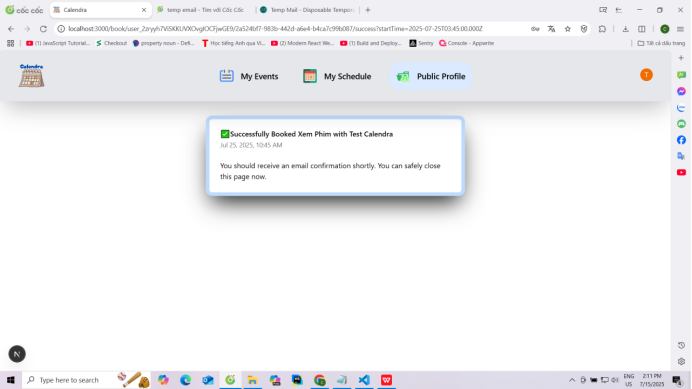 cốc cốc
Calendra
temp email - Tìm với Cốc Cốc
Temp Mail - Disposable Tempor
localhost:3000/book/user_2zryyh7ViSKKUVXOvglOCFjwGE9/2a524bf7-983b-442d-a6e4-b4ca7c99b087/success?startTime=2025-07-25T03:45:00.000Z
(1) JavaScript Tutorial...
Checkout
property noun - Defi...
Học tiếng Anh qua Vi...
(2) Modern React We...
(1) Build and Deploy...
Sentry
Console - Appwrite
Tất cả dấu trang
Calendra
My Events
My Schedule
Public Profile
T
✅Successfully Booked Xem Phim with Test Calendra
Jul 25, 2025, 10:45 AM
You should receive an email confirmation shortly. You can safely close
this page now.
N
Type here to search
ENG
US
2:11 PM
7/15/2025